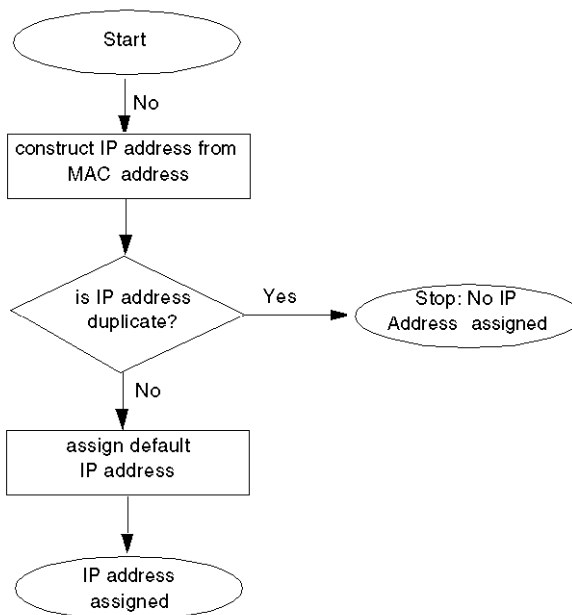 Start
No
construct IP address from
MAC address
is IP address
duplicate?
Yes
Stop: No IP
Address assigned
No
assign default
IP address
IP address
assigned